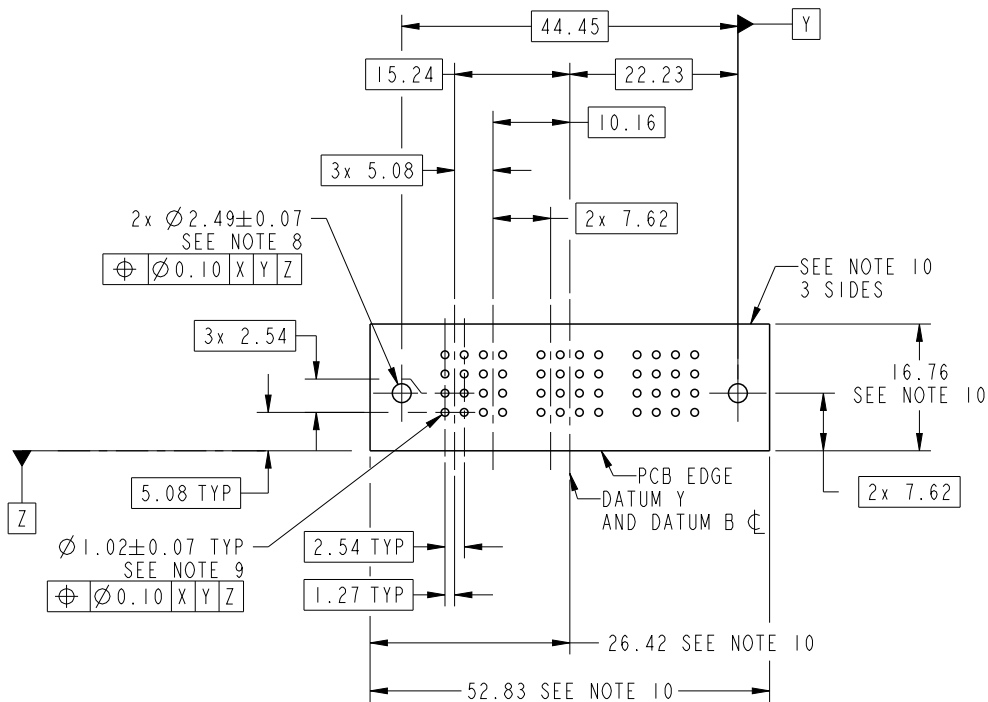 44.45
Y
15.24
22.23
10.16
3x 5.08
2x 7.62
2x Ø2.49±0.07
SEE NOTE 8
⌖ Ø0.10 X Y Z
SEE NOTE 10
3 SIDES
3x 2.54
16.76
SEE NOTE 10
PCB EDGE
DATUM Y
AND DATUM B ℄
5.08 TYP
2x 7.62
Z
Ø1.02±0.07 TYP
SEE NOTE 9
⌖ Ø0.10 X Y Z
2.54 TYP
1.27 TYP
26.42 SEE NOTE 10
52.83 SEE NOTE 10